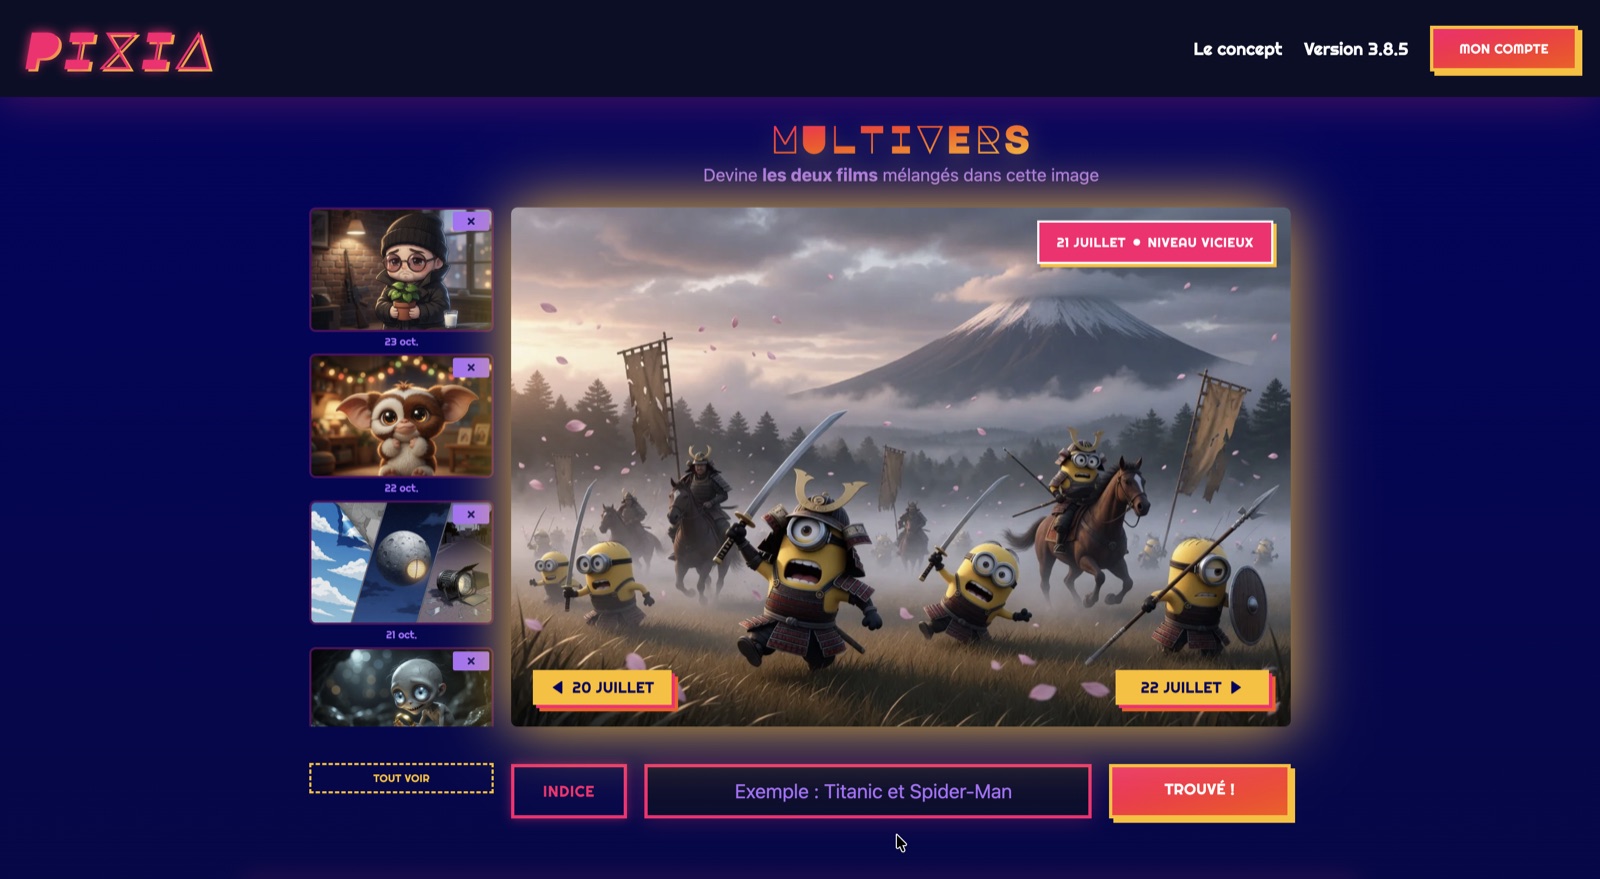 PIXIA
Le concept
Version 3.8.5
MON COMPTE
MULTIVERS
Devine les deux films mélangés dans cette image
21 JUILLET • NIVEAU VICIEUX
23 oct.
22 oct.
21 oct.
20 JUILLET
22 JUILLET
TOUT VOIR
INDICE
Exemple : Titanic et Spider-Man
TROUVÉ !